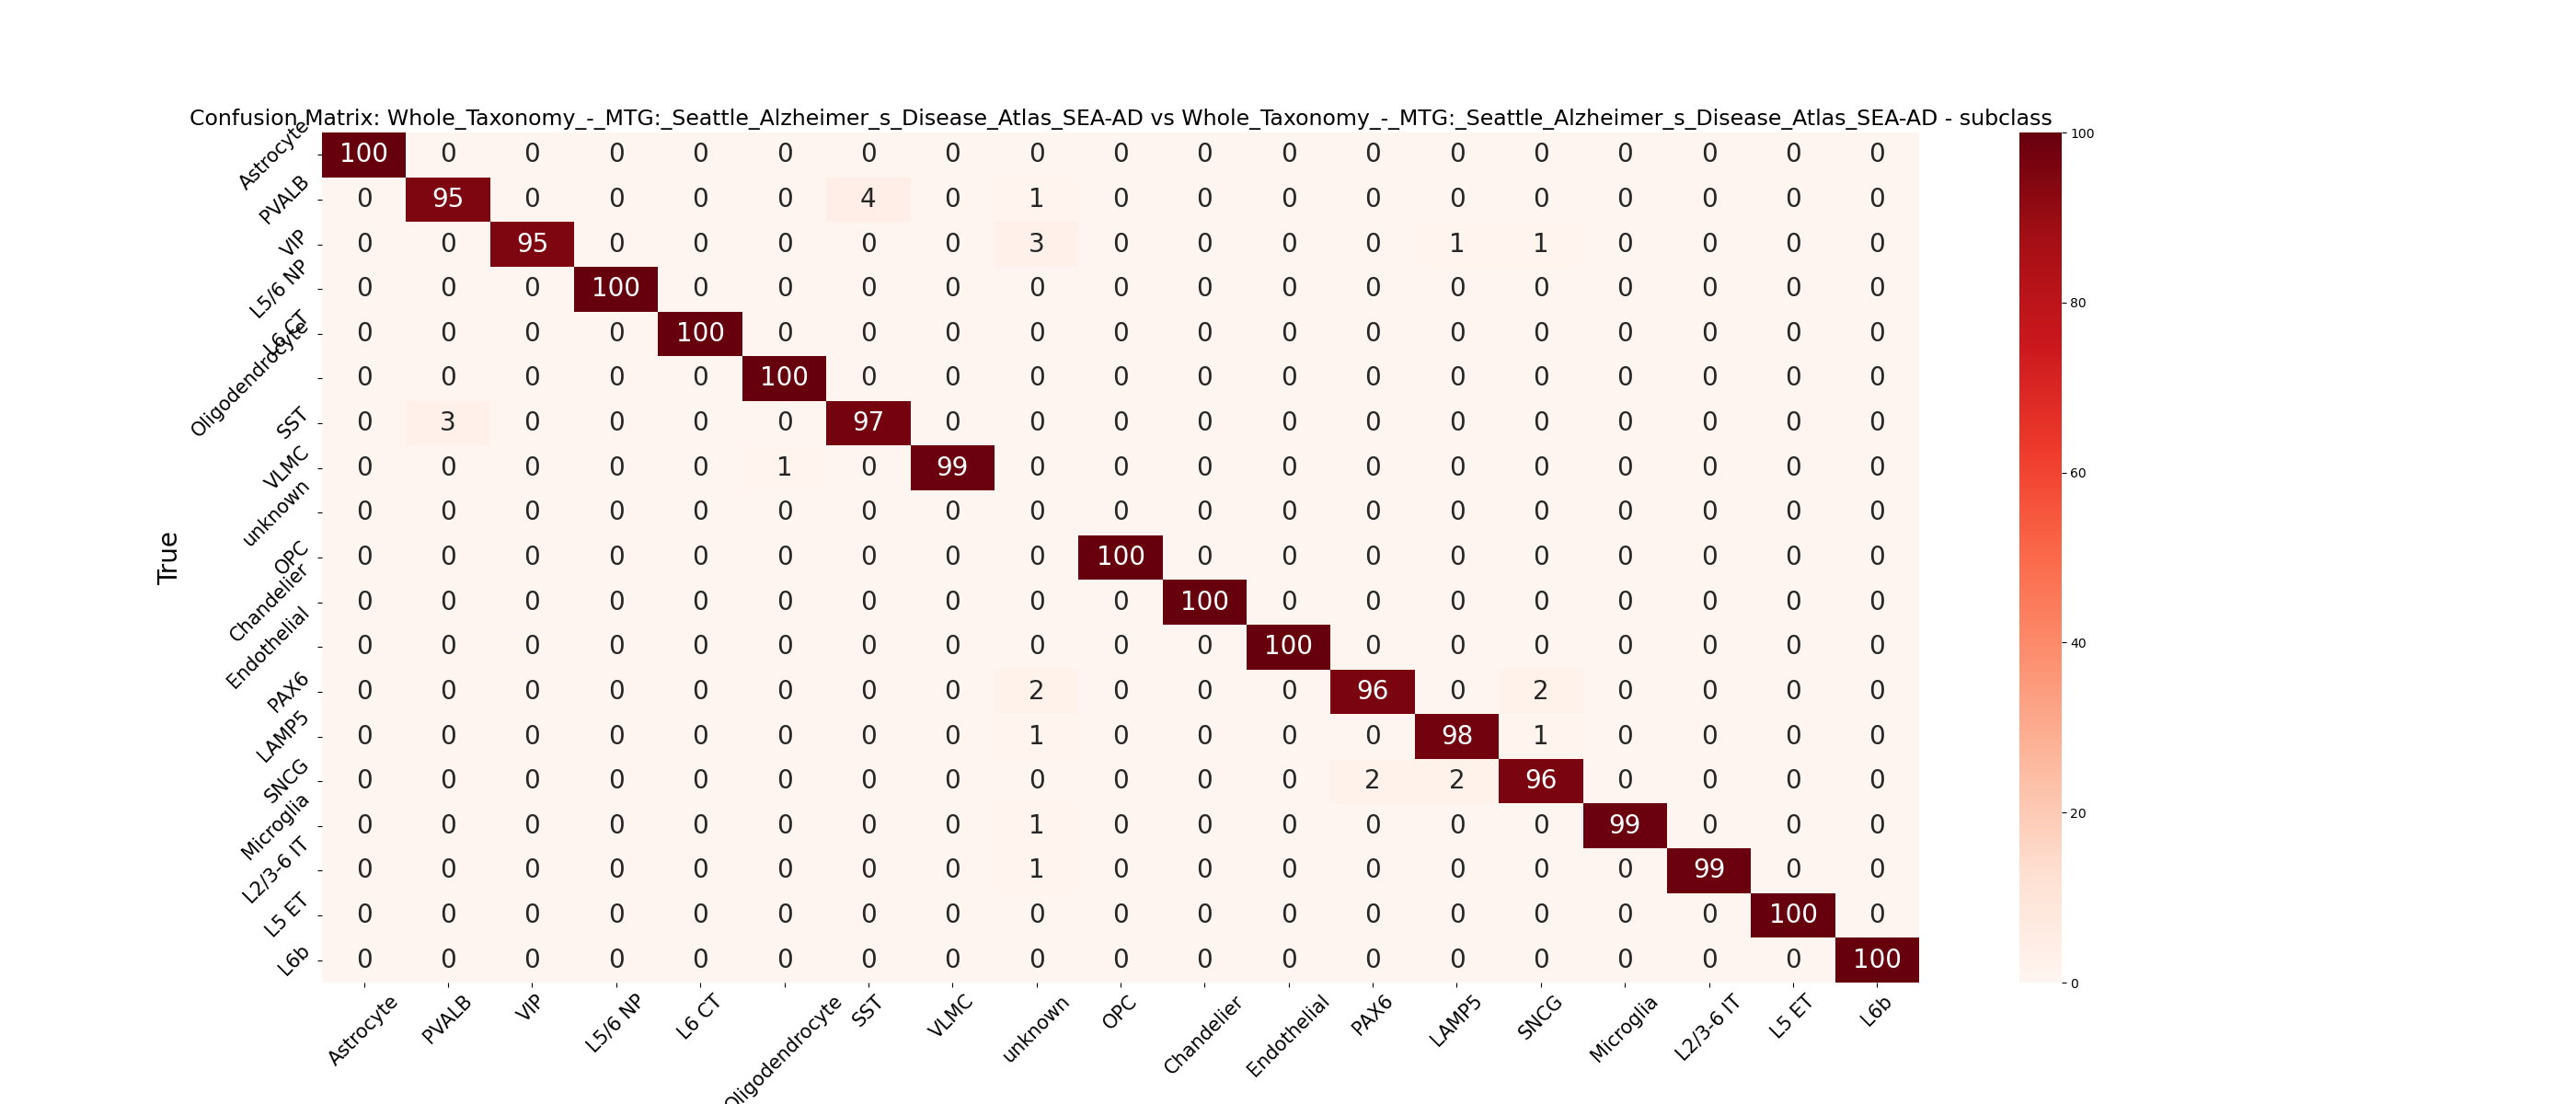 Confusion Matrix: Whole_Taxonomy_-_MTG:_Seattle_Alzheimer_s_Disease_Atlas_SEA-AD vs Whole_Taxonomy_-_MTG:_Seattle_Alzheimer_s_Disease_Atlas_SEA-AD - subclass
Astrocyte 100 0 0 0 0 0 0 0 0 0 0 0 0 0 0 0 0 0 0
PVALB 0 95 0 0 0 0 4 0 1 0 0 0 0 0 0 0 0 0 0
VIP 0 0 95 0 0 0 0 0 3 0 0 0 0 1 1 0 0 0 0
L5/6 NP 0 0 0 100 0 0 0 0 0 0 0 0 0 0 0 0 0 0 0
L6 CT 0 0 0 0 100 0 0 0 0 0 0 0 0 0 0 0 0 0 0
Oligodendrocyte 0 0 0 0 0 100 0 0 0 0 0 0 0 0 0 0 0 0 0
SST 0 3 0 0 0 0 97 0 0 0 0 0 0 0 0 0 0 0 0
VLMC 0 0 0 0 0 1 0 99 0 0 0 0 0 0 0 0 0 0 0
unknown 0 0 0 0 0 0 0 0 0 0 0 0 0 0 0 0 0 0 0
OPC 0 0 0 0 0 0 0 0 0 100 0 0 0 0 0 0 0 0 0
Chandelier 0 0 0 0 0 0 0 0 0 0 100 0 0 0 0 0 0 0 0
Endothelial 0 0 0 0 0 0 0 0 0 0 0 100 0 0 0 0 0 0 0
PAX6 0 0 0 0 0 0 0 0 2 0 0 0 96 0 2 0 0 0 0
LAMP5 0 0 0 0 0 0 0 0 1 0 0 0 0 98 1 0 0 0 0
SNCG 0 0 0 0 0 0 0 0 0 0 0 0 2 2 96 0 0 0 0
Microglia 0 0 0 0 0 0 0 0 1 0 0 0 0 0 0 99 0 0 0
L2/3-6 IT 0 0 0 0 0 0 0 0 1 0 0 0 0 0 0 0 99 0 0
L5 ET 0 0 0 0 0 0 0 0 0 0 0 0 0 0 0 0 0 100 0
L6b 0 0 0 0 0 0 0 0 0 0 0 0 0 0 0 0 0 0 100
True
Astrocyte PVALB VIP L5/6 NP L6 CT Oligodendrocyte SST VLMC unknown OPC Chandelier Endothelial PAX6 LAMP5 SNCG Microglia L2/3-6 IT L5 ET L6b
100
80
60
40
20
0